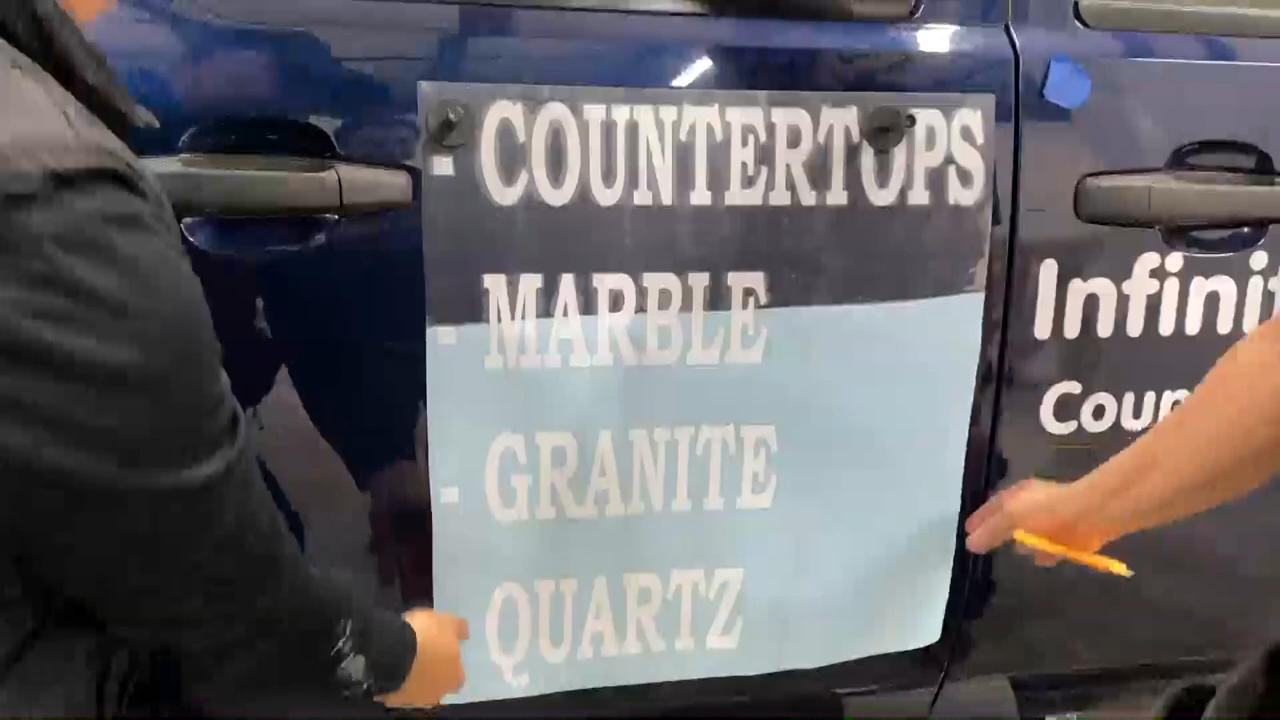 - COUNTERTOPS
- MARBLE
- GRANITE
QUARTZ
Infinit
Coun